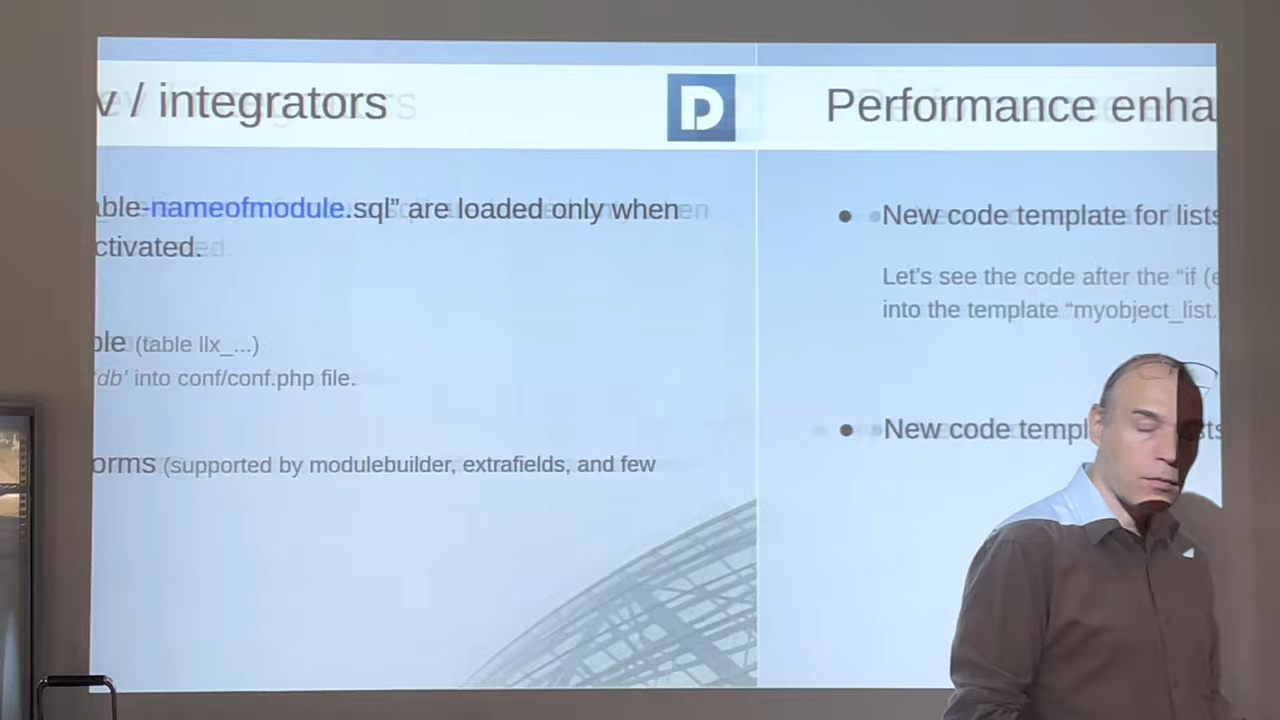 v / integrators
able-nameofmodule.sql” are loaded only when
ctivated.
ble (table llx_...)
'db' into conf/conf.php file.
orms (supported by modulebuilder, extrafields, and few
D
Performance enha
New code template for lists
Let's see the code after the “if (e
into the template “myobject_list.
New code templ